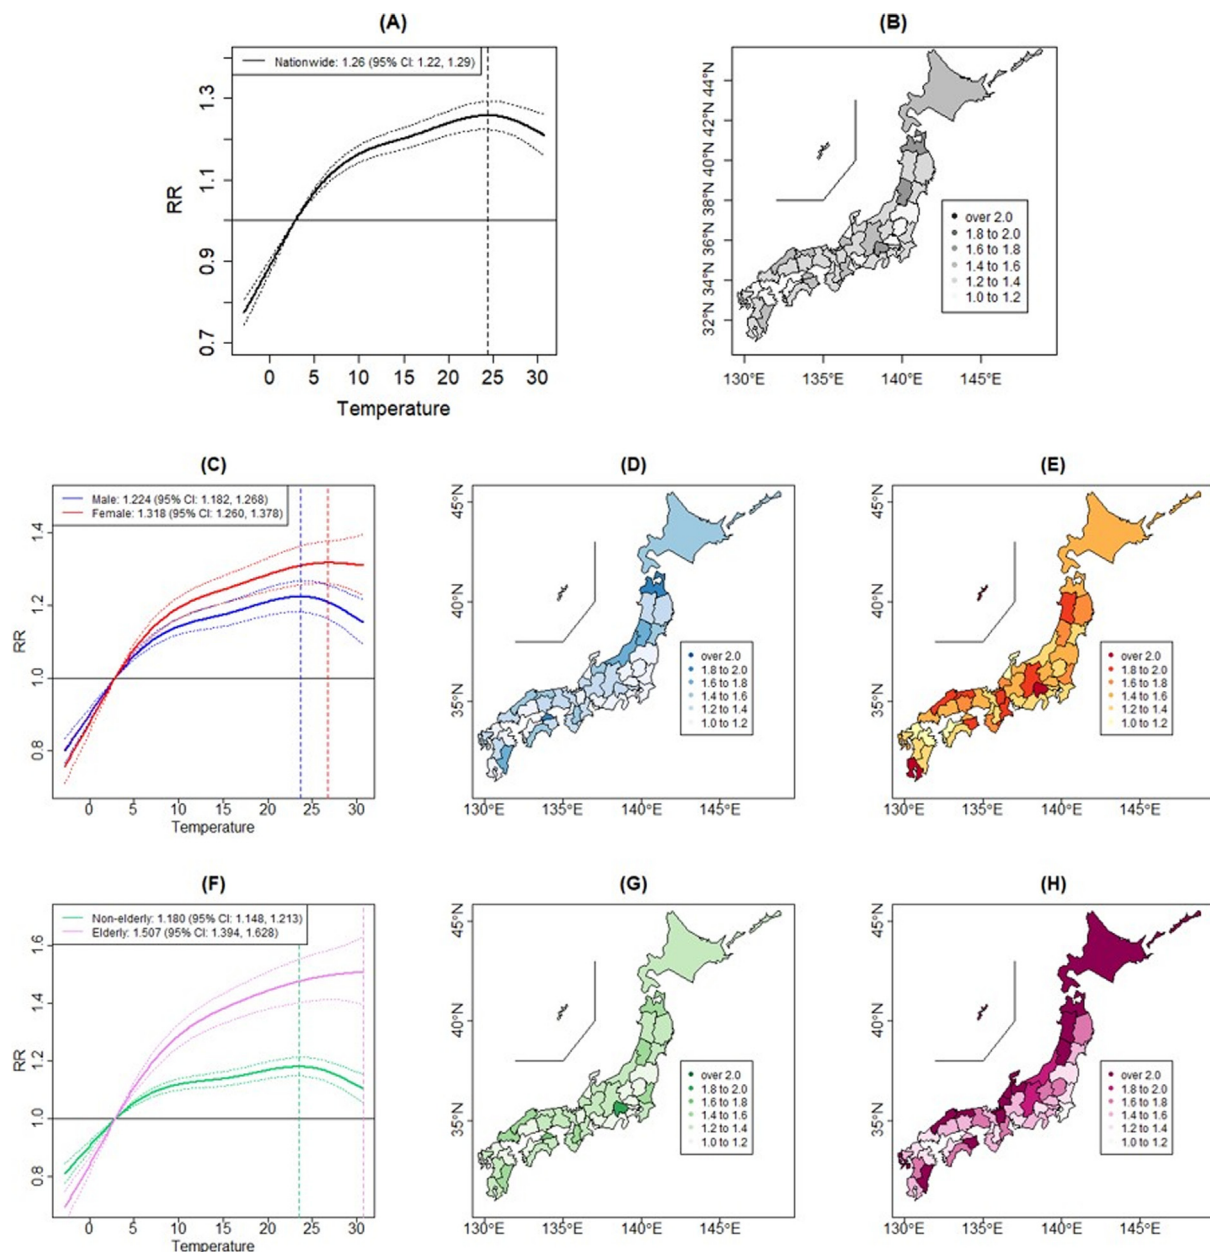 (A)
Nationwide: 1.26 (95% CI: 1.22, 1.29)
RR
0.7
0.9
1.1
1.3
0
5
10
15
20
25
30
Temperature
(B)
32°N
34°N
36°N
38°N
40°N
42°N
44°N
over 2.0
1.8 to 2.0
1.6 to 1.8
1.4 to 1.6
1.2 to 1.4
1.0 to 1.2
130°E
135°E
140°E
145°E
(C)
Male: 1.224 (95% CI: 1.182, 1.268)
Female: 1.318 (95% CI: 1.260, 1.378)
RR
0.8
1.0
1.2
1.4
0
5
10
15
20
25
30
Temperature
(D)
35°N
40°N
45°N
over 2.0
1.8 to 2.0
1.6 to 1.8
1.4 to 1.6
1.2 to 1.4
1.0 to 1.2
130°E
135°E
140°E
145°E
(E)
35°N
40°N
45°N
over 2.0
1.8 to 2.0
1.6 to 1.8
1.4 to 1.6
1.2 to 1.4
1.0 to 1.2
130°E
135°E
140°E
145°E
(F)
Non-elderly: 1.180 (95% CI: 1.148, 1.213)
Elderly: 1.507 (95% CI: 1.394, 1.628)
RR
0.8
1.0
1.2
1.4
1.6
0
5
10
15
20
25
30
Temperature
(G)
35°N
40°N
45°N
over 2.0
1.8 to 2.0
1.6 to 1.8
1.4 to 1.6
1.2 to 1.4
1.0 to 1.2
130°E
135°E
140°E
145°E
(H)
35°N
40°N
45°N
over 2.0
1.8 to 2.0
1.6 to 1.8
1.4 to 1.6
1.2 to 1.4
1.0 to 1.2
130°E
135°E
140°E
145°E